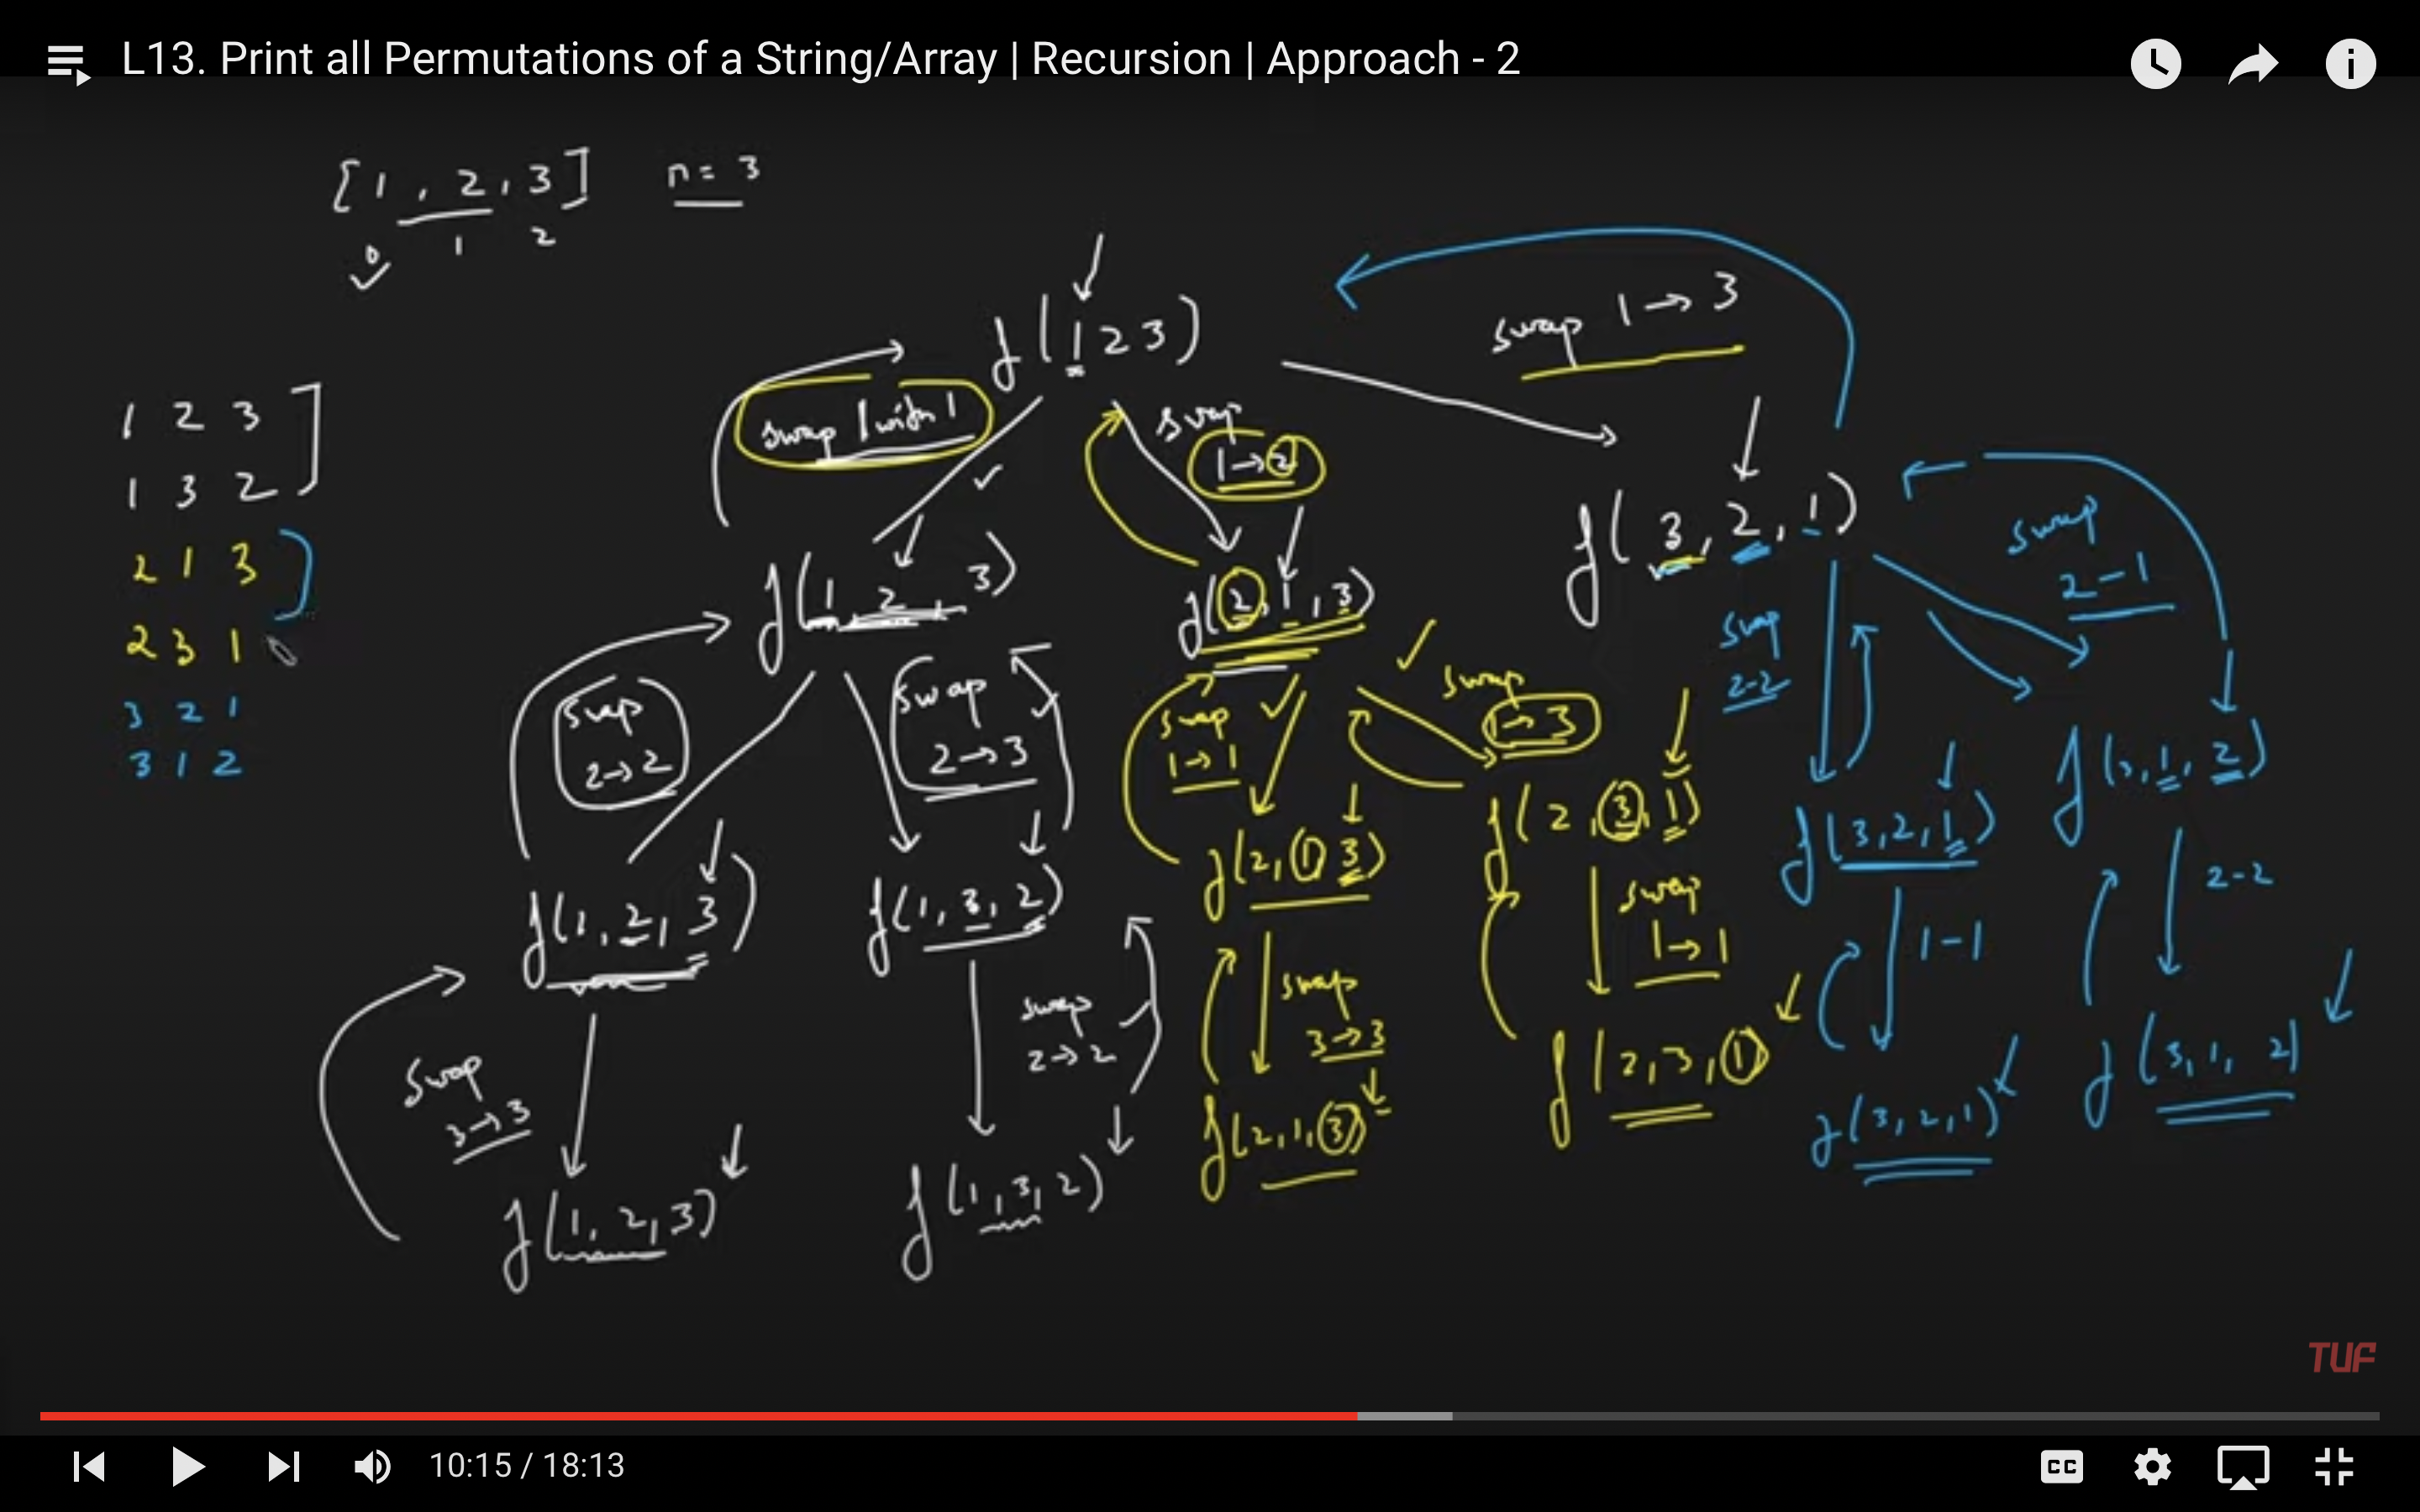 L13. Print all Permutations of a String/Array | Recursion | Approach - 2
[1, 2, 3] n = 3
0 1 2
f(1 2 3)
swap 1 → 3
swap 1 with 1
swap
1 → 2
1 2 3
1 3 2
2 1 3
2 3 1
3 2 1
3 1 2
f(1, 2, 3)
f(2, 1, 3)
f(3, 2, 1)
swap
2 → 2
swap
2 → 3
swap
1 → 1
swap
1 → 3
swap
2-2
swap
2-1
f(1, 2, 3)
f(1, 3, 2)
f(2, 1 3)
f(2, 3, 1)
f(3, 2, 1)
f(3, 1, 2)
swap
3 → 3
swap
2 → 2
swap
3 → 3
swap
1 → 1
1-1
2-2
f(1, 2, 3)
f(1, 3, 2)
f(2, 1, 3)
f(2, 3, 1)
f(3, 2, 1)
f(3, 1, 2)
TUF
10:15 / 18:13
CC